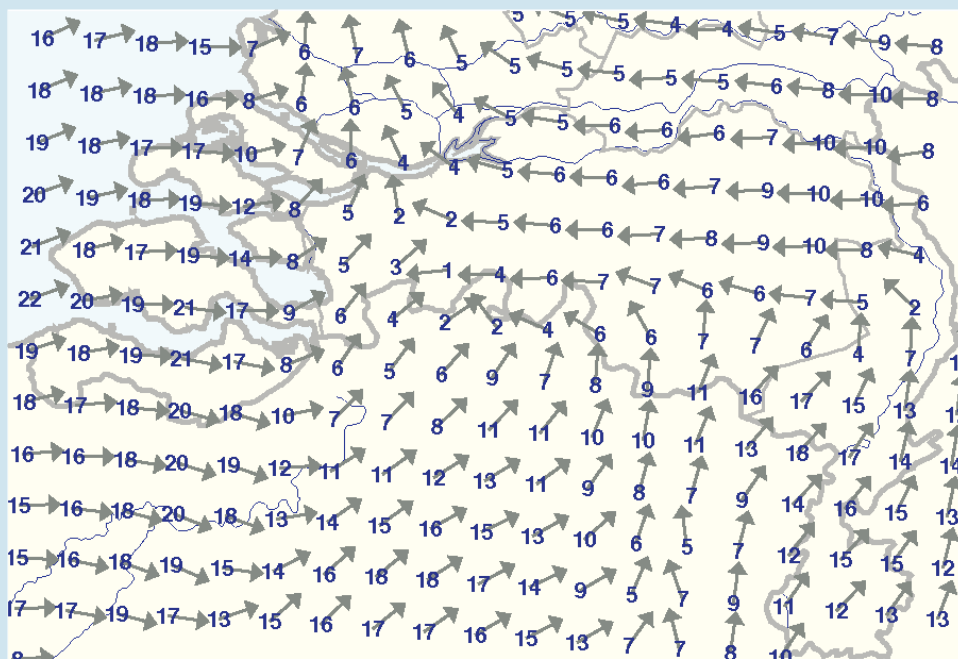 5 5 5 4 4 5 7 9 8
16 17 18 15 7 6 7 6 5 5 5 5 5 5 6 8 10 8
18 18 18 16 8 6 6 5 4 5 5 6 6 6 7 10 10 8
19 18 17 17 10 7 6 4 4 5 6 6 6 7 9 10 10 6
20 19 18 19 12 8 5 2 2 5 6 6 7 8 9 10 8 4
21 18 17 19 14 8 5 3 1 4 6 7 7 6 6 7 5 2
22 20 19 21 17 9 6 4 2 2 4 6 6 7 7 6 4 7
19 18 19 21 17 8 6 5 6 9 7 8 9 11 16 17 15 13
18 17 18 20 18 10 7 7 8 11 11 10 10 11 13 18 17 14 14
16 16 18 20 19 12 11 11 12 13 11 9 8 7 9 14 16 15 13
15 16 18 20 18 13 14 15 16 15 13 10 6 5 7 12 15 15 12
15 16 18 19 15 14 16 18 18 17 14 9 5 7 9 11 12 13 13
17 17 19 17 13 15 16 17 17 16 15 13 7 7 8 10
8